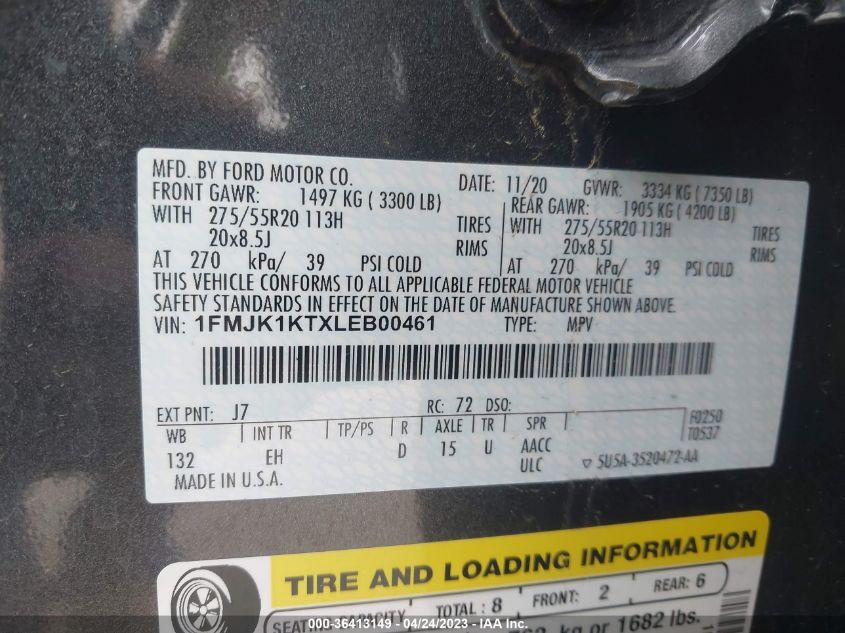 MFD. BY FORD MOTOR CO. DATE: 11/20 GVWR: 3334 KG ( 7350 LB)
FRONT GAWR: 1497 KG ( 3300 LB) REAR GAWR: 1905 KG ( 4200 LB)
WITH 275/55R20 113H TIRES WITH 275/55R20 113H TIRES
20x8.5J RIMS 20x8.5J RIMS
AT 270 kPa/ 39 PSI COLD AT 270 kPa/ 39 PSI COLD
THIS VEHICLE CONFORMS TO ALL APPLICABLE FEDERAL MOTOR VEHICLE
SAFETY STANDARDS IN EFFECT ON THE DATE OF MANUFACTURE SHOWN ABOVE.
VIN: 1FMJK1KTXLEB00461 TYPE: MPV
EXT PNT: J7 RC: 72 DSO: F0250
WB INT TR TP/PS R AXLE TR SPR T0537
132 EH D 15 U AACC
ULC ▽ 5U5A-3520472-AA
MADE IN U.S.A.
TIRE AND LOADING INFORMATION
SEATING CAPACITY TOTAL : 8 FRONT: 2 REAR: 6
kg or 1682 lbs.
000-36413149 - 04/24/2023 - IAA Inc.